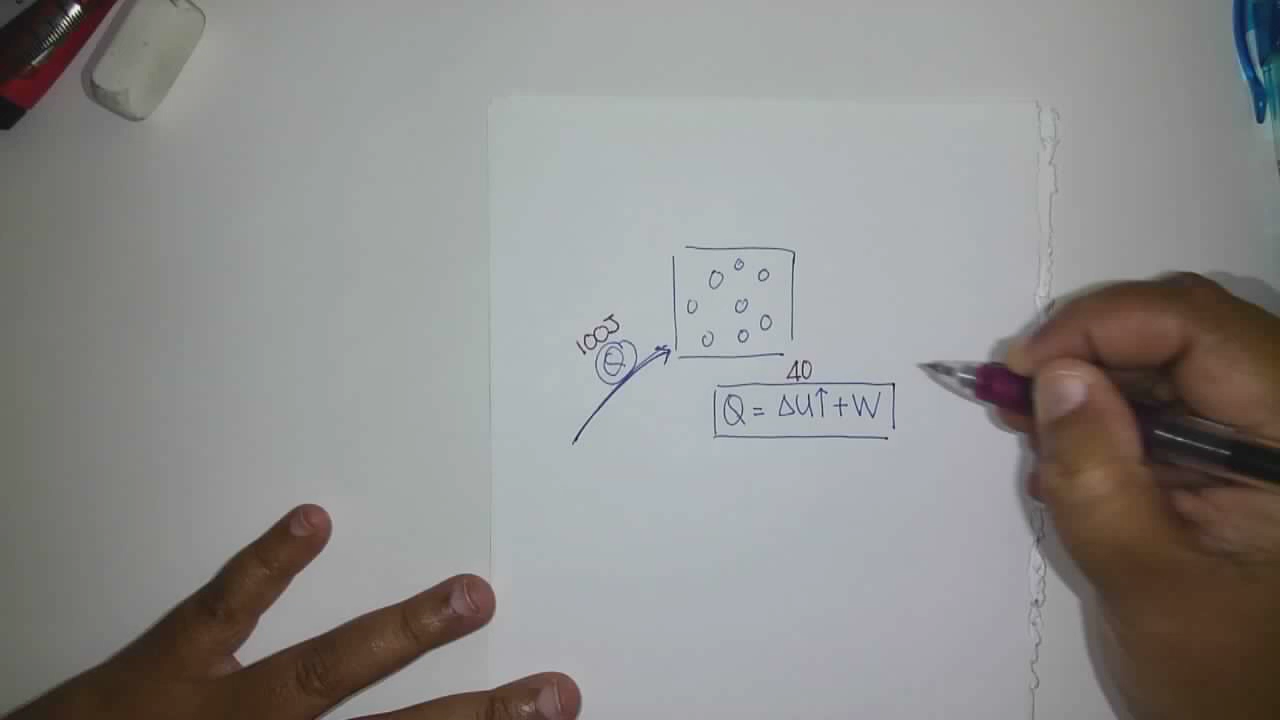 100J
Q
40
Q = ΔU↑ + W